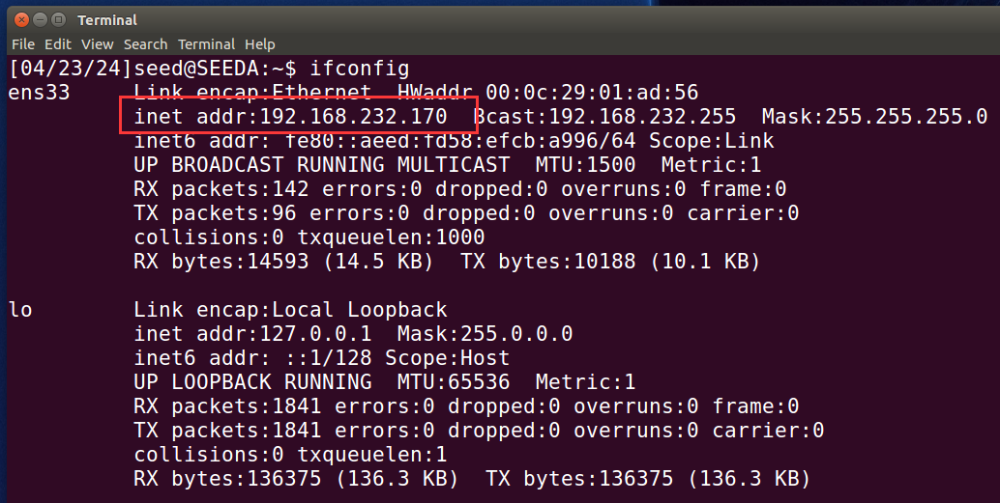 Terminal
File Edit View Search Terminal Help
[04/23/24]seed@SEEDA:~$ ifconfig
ens33     Link encap:Ethernet  HWaddr 00:0c:29:01:ad:56
          inet addr:192.168.232.170  Bcast:192.168.232.255  Mask:255.255.255.0
          inet6 addr: fe80::aeed:fd58:efcb:a996/64 Scope:Link
          UP BROADCAST RUNNING MULTICAST  MTU:1500  Metric:1
          RX packets:142 errors:0 dropped:0 overruns:0 frame:0
          TX packets:96 errors:0 dropped:0 overruns:0 carrier:0
          collisions:0 txqueuelen:1000
          RX bytes:14593 (14.5 KB)  TX bytes:10188 (10.1 KB)

lo        Link encap:Local Loopback
          inet addr:127.0.0.1  Mask:255.0.0.0
          inet6 addr: ::1/128 Scope:Host
          UP LOOPBACK RUNNING  MTU:65536  Metric:1
          RX packets:1841 errors:0 dropped:0 overruns:0 frame:0
          TX packets:1841 errors:0 dropped:0 overruns:0 carrier:0
          collisions:0 txqueuelen:1
          RX bytes:136375 (136.3 KB)  TX bytes:136375 (136.3 KB)